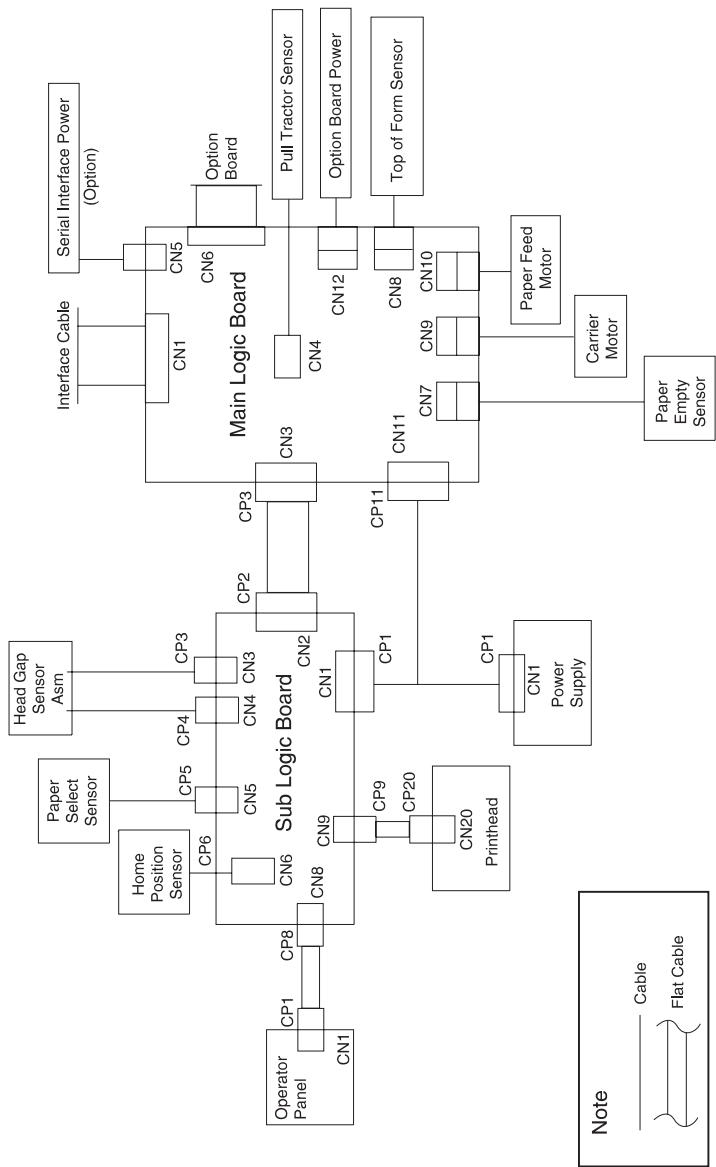 Serial Interface Power
(Option)
Interface Cable
Option
Board
Pull Tractor Sensor
Option Board Power
Top of Form Sensor
CN5
CN6
CN1
Main Logic Board
CN4
CN12
CN8
CN10
CN9
CN7
Paper Feed
Motor
Carrier
Motor
Paper
Empty
Sensor
CN3
CN11
CP3
CP11
CP2
CN2
Head Gap
Sensor
Asm
CP3
CN3
CP4
CN4
Paper
Select
Sensor
CP5
CN5
Home
Position
Sensor
CP6
CN6
Sub Logic Board
CN1
CP1
CP1
CN1
Power
Supply
CN9
CP9
CP20
CN20
Printhead
CN8
CP8
CP1
CN1
Operator
Panel
Note
Cable
Flat Cable